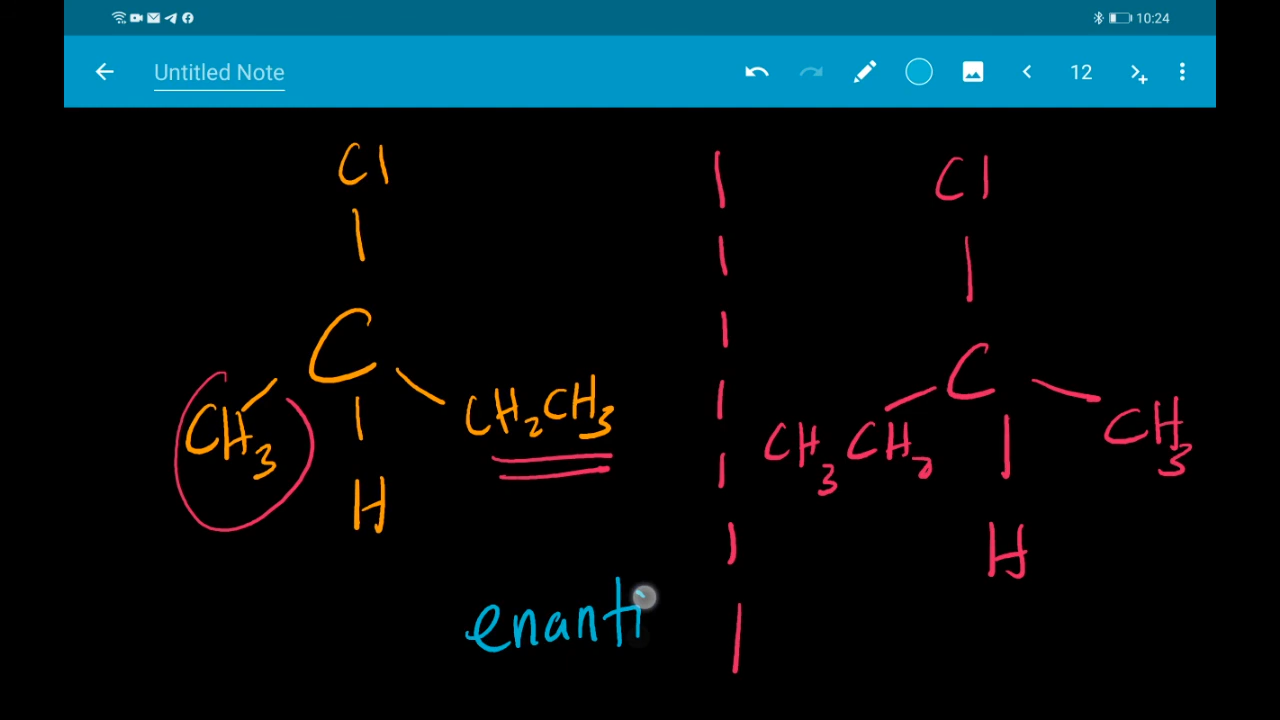 10:24
Untitled Note
12
Cl
C
CH3
CH2CH3
H
Cl
C
CH3CH2
CH3
H
enanti